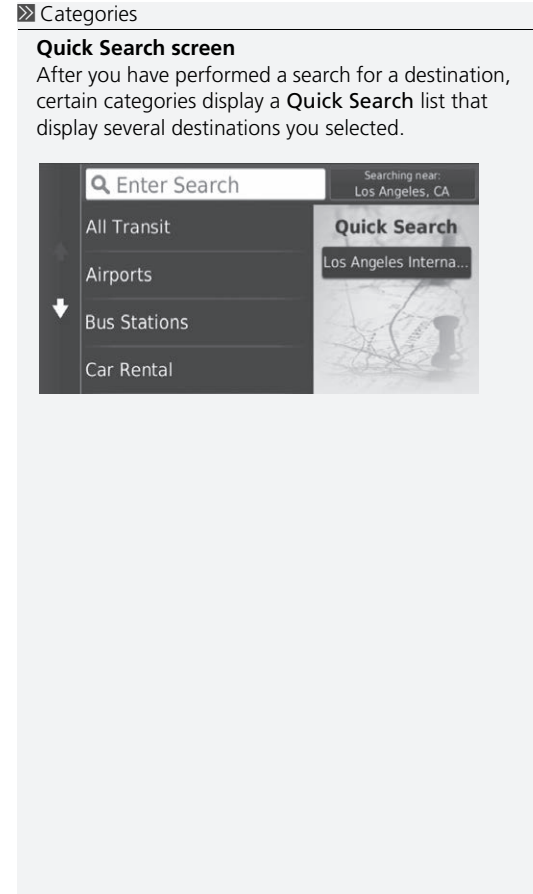 Categories
Quick Search screen
After you have performed a search for a destination,
certain categories display a Quick Search list that
display several destinations you selected.
Enter Search
Searching near:
Los Angeles, CA
All Transit
Airports
Bus Stations
Car Rental
Quick Search
Los Angeles Interna...